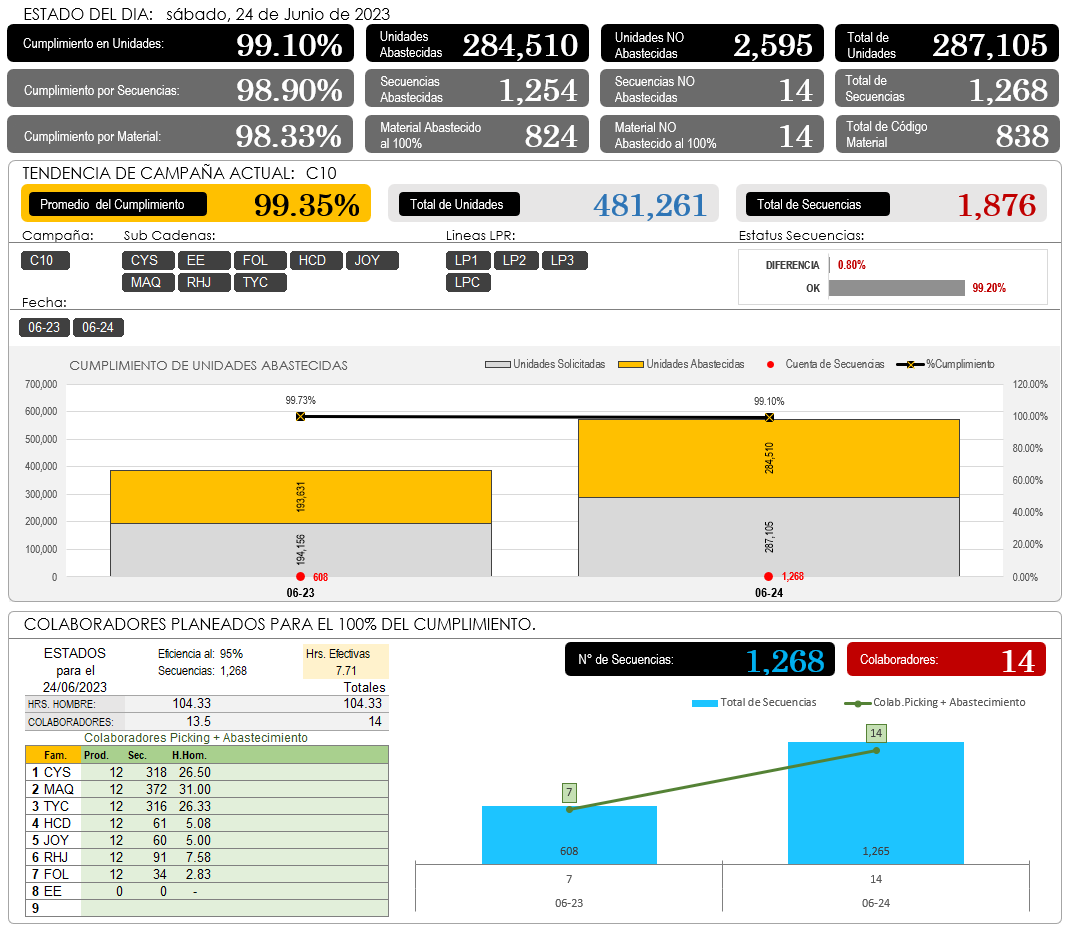 ESTADO DEL DIA: sábado, 24 de Junio de 2023
Cumplimiento en Unidades: 99.10%
Unidades Abastecidas 284,510
Unidades NO Abastecidas 2,595
Total de Unidades 287,105
Cumplimiento por Secuencias: 98.90%
Secuencias Abastecidas 1,254
Secuencias NO Abastecidas 14
Total de Secuencias 1,268
Cumplimiento por Material: 98.33%
Material Abastecido al 100% 824
Material NO Abastecido al 100% 14
Total de Código Material 838
TENDENCIA DE CAMPAÑA ACTUAL: C10
Promedio del Cumplimiento 99.35%
Total de Unidades 481,261
Total de Secuencias 1,876
Campaña: Sub Cadenas: Lineas LPR: Estatus Secuencias:
C10 CYS EE FOL HCD JOY LP1 LP2 LP3
MAQ RHJ TYC LPC
DIFERENCIA 0.80%
OK 99.20%
Fecha:
06-23 06-24
CUMPLIMIENTO DE UNIDADES ABASTECIDAS
Unidades Solicitadas Unidades Abastecidas Cuenta de Secuencias %Cumplimiento
700,000 120.00%
600,000 100.00%
500,000 80.00%
400,000 60.00%
300,000 40.00%
200,000 20.00%
100,000 0.00%
0
99.73% 99.10%
193,631 284,510
194,156 287,105
608 1,268
06-23 06-24
COLABORADORES PLANEADOS PARA EL 100% DEL CUMPLIMIENTO.
ESTADOS Eficiencia al: 95% Hrs. Efectivas
para el Secuencias: 1,268 7.71
24/06/2023 Totales
HRS. HOMBRE: 104.33 104.33
COLABORADORES: 13.5 14
Colaboradores Picking + Abastecimiento
Fam. Prod. Sec. H.Hom.
1 CYS 12 318 26.50
2 MAQ 12 372 31.00
3 TYC 12 316 26.33
4 HCD 12 61 5.08
5 JOY 12 60 5.00
6 RHJ 12 91 7.58
7 FOL 12 34 2.83
8 EE 0 0 -
9
N° de Secuencias: 1,268
Colaboradores: 14
Total de Secuencias Colab.Picking + Abastecimiento
7 14
608 1,265
7 14
06-23 06-24